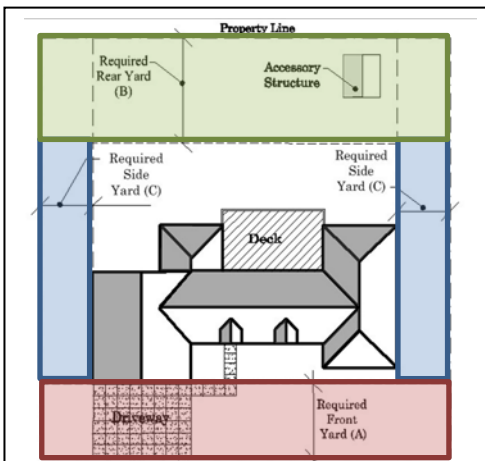 Property Line
Required
Rear Yard
(B)
Accessory
Structure
Required
Side
Yard (C)
Required
Side
Yard (C)
Deck
Driveway
Required
Front
Yard (A)